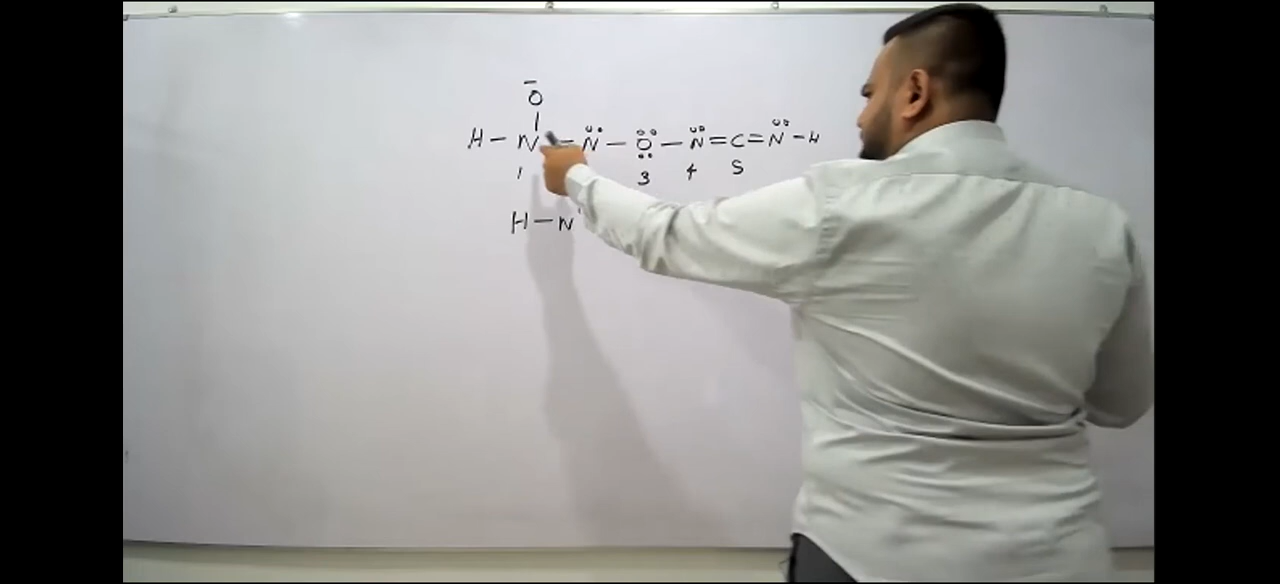 -
O
H - N - N̈ - Ö - N̈ = C = N̈ - H
1 3 4 5
H - N